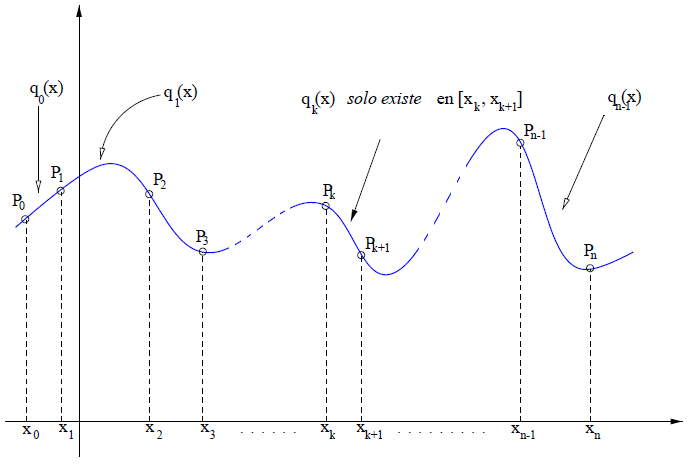 q0(x)
q1(x)
qk(x) solo existe en [xk, xk+1]
qn-1(x)
P0
P1
P2
P3
Pk
Pk+1
Pn-1
Pn
x0 x1 x2 x3 . . . . . . xk xk+1 . . . . . . . . . xn-1 xn